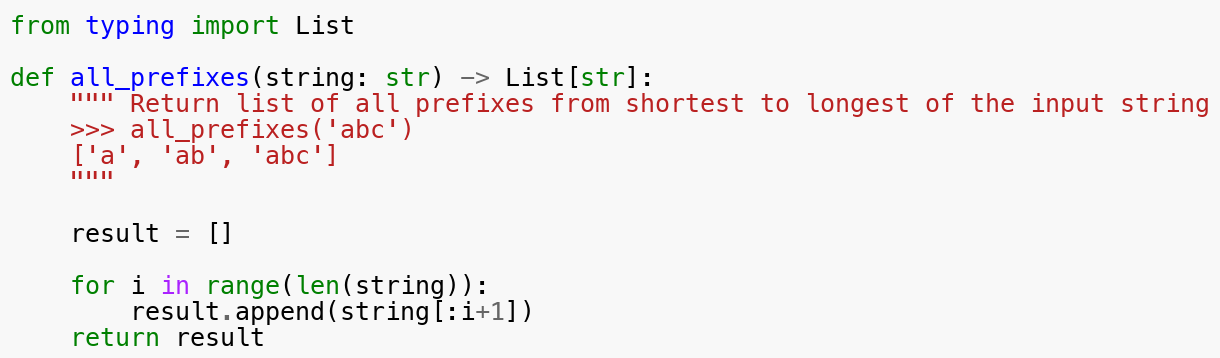 from typing import List

def all_prefixes(string: str) -> List[str]:
    """ Return list of all prefixes from shortest to longest of the input string
    >>> all_prefixes('abc')
    ['a', 'ab', 'abc']
    """

    result = []

    for i in range(len(string)):
        result.append(string[:i+1])
    return result